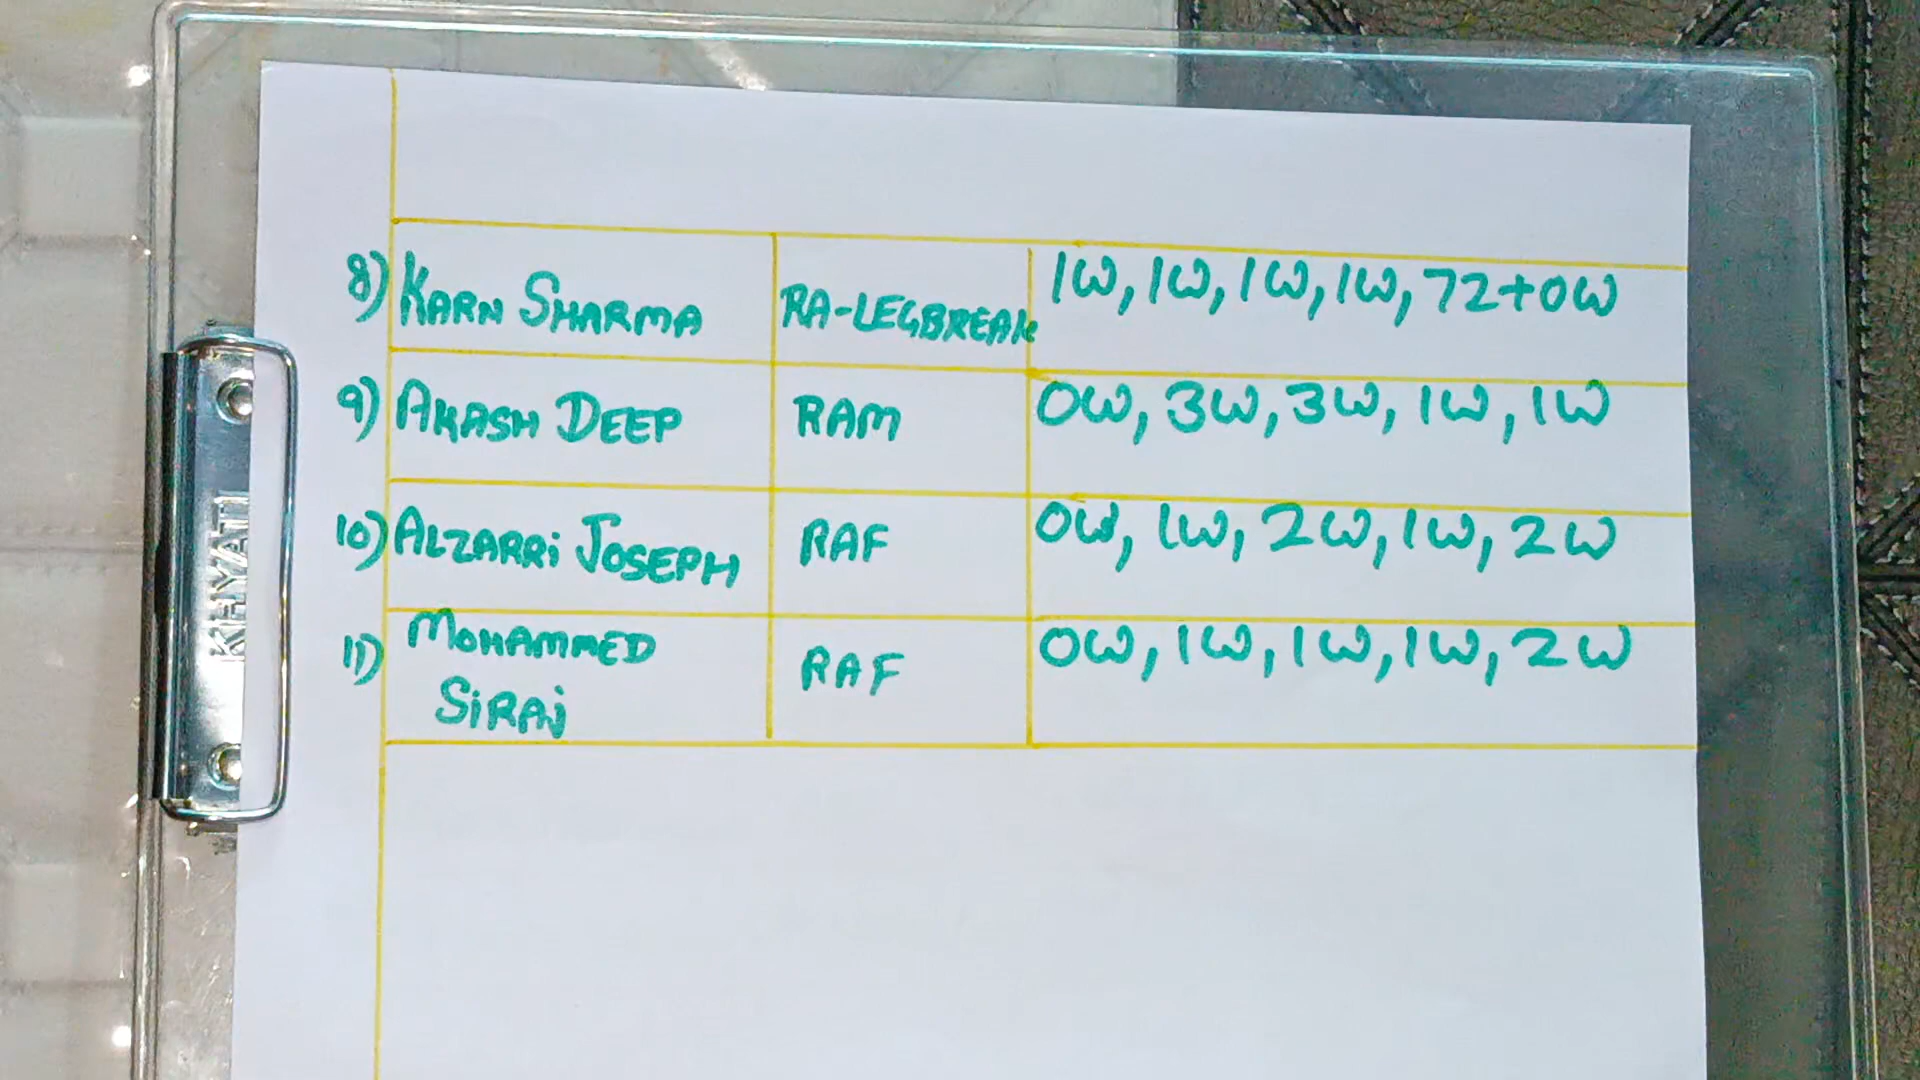 8) KARN SHARMA RA-LEGBREAK 1W, 1W, 1W, 1W, 72+0W
9) AKASH DEEP RAM 0W, 3W, 3W, 1W, 1W
10) ALZARRi JOSEPH RAF 0W, 1W, 2W, 1W, 2W
11) MOHAMMED SiRAj RAF 0W, 1W, 1W, 1W, 2W
KHYATI